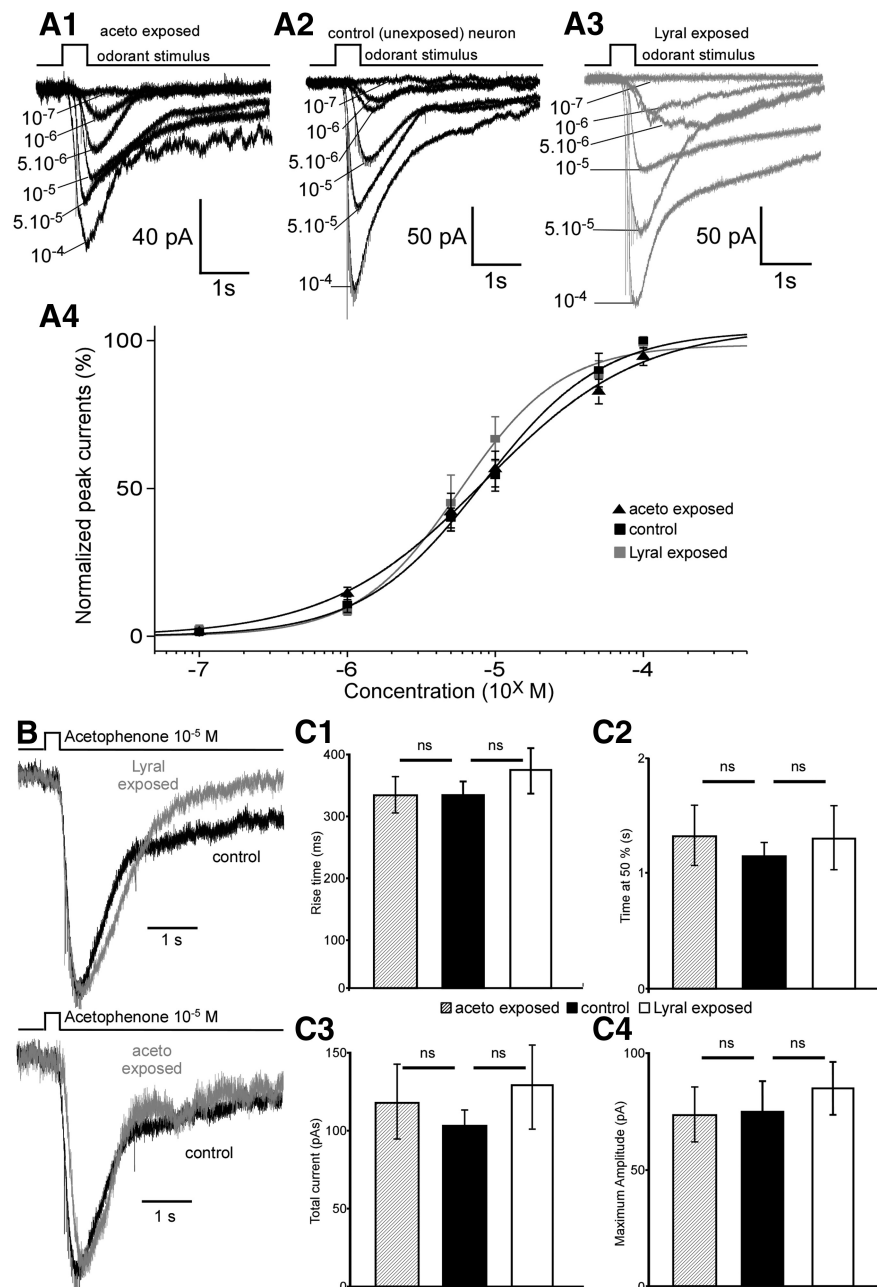 A1
aceto exposed
odorant stimulus
10-7
10-6
5.10-6
10-5
5.10-5
10-4
40 pA
1s
A2
control (unexposed) neuron
odorant stimulus
10-7
10-6
5.10-6
10-5
5.10-5
10-4
50 pA
1s
A3
Lyral exposed
odorant stimulus
10-7
10-6
5.10-6
10-5
5.10-5
10-4
50 pA
1s
A4
Normalized peak currents (%)
100
50
0
-7 -6 -5 -4
Concentration (10X M)
aceto exposed
control
Lyral exposed
B
Acetophenone 10-5 M
Lyral
exposed
control
1 s
Acetophenone 10-5 M
aceto
exposed
control
1 s
C1
ns ns
Rise time (ms)
400
300
200
100
0
C2
ns ns
Time at 50 % (s)
2
1
0
aceto exposed control Lyral exposed
C3
ns ns
Total current (pAs)
150
100
50
0
C4
ns ns
Maximum Amplitude (pA)
100
50
0